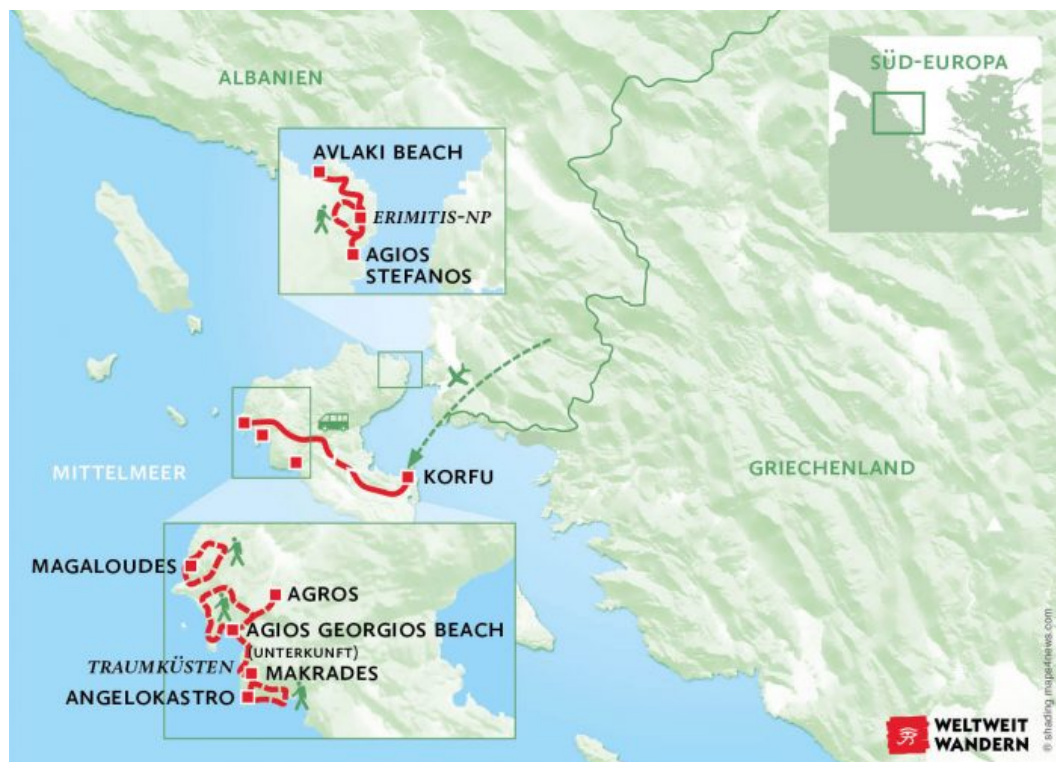 ALBANIEN
SÜD-EUROPA
AVLAKI BEACH
ERIMITIS-NP
AGIOS
STEFANOS
MITTELMEER
KORFU
GRIECHENLAND
MAGALOUDES
AGROS
AGIOS GEORGIOS BEACH
(UNTERKUNFT)
TRAUMKÜSTEN
MAKRADES
ANGELOKASTRO
WELTWEIT
WANDERN
© shading.maps4news.com